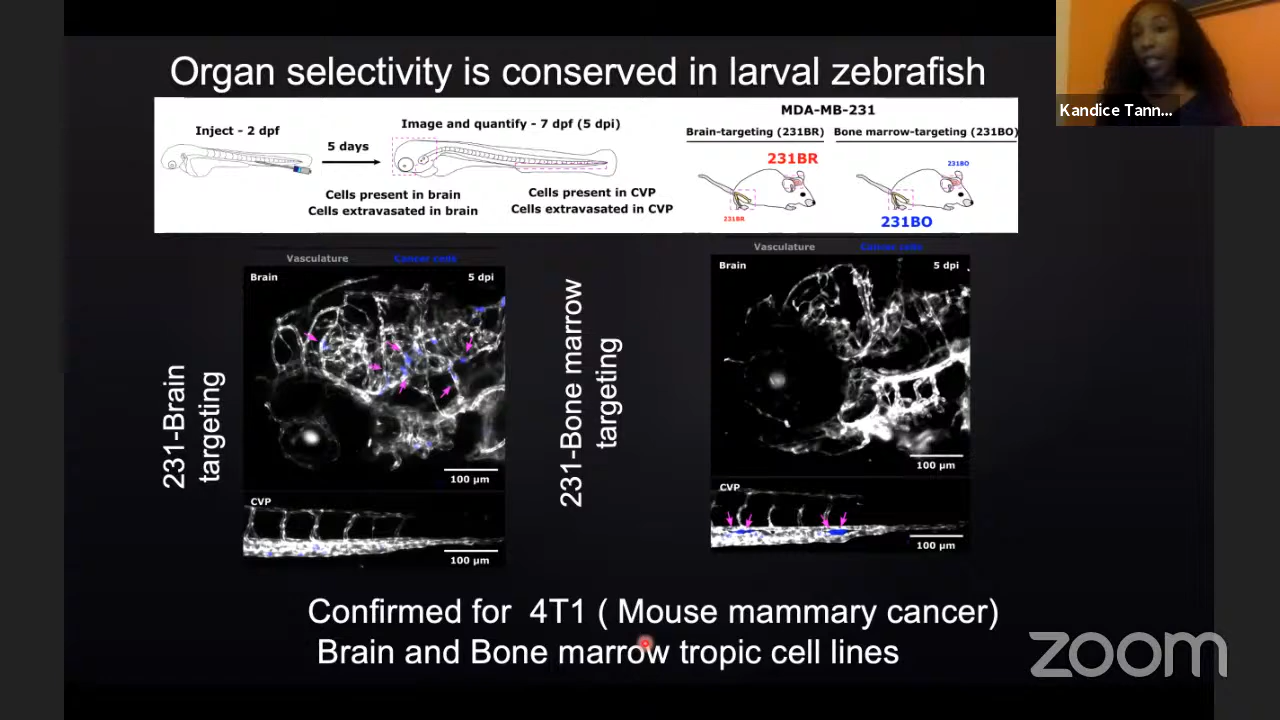 Organ selectivity is conserved in larval zebrafish
Kandice Tann...
Inject - 2 dpf
5 days
Image and quantify - 7 dpf (5 dpi)
Cells present in brain
Cells extravasated in brain
Cells present in CVP
Cells extravasated in CVP
MDA-MB-231
Brain-targeting (231BR)
Bone marrow-targeting (231BO)
231BR
231BR
231BO
231BO
Vasculature
Cancer cells
Brain
5 dpi
100 µm
CVP
100 µm
231-Brain
targeting
Vasculature
Cancer cells
Brain
5 dpi
100 µm
CVP
100 µm
231-Bone marrow
targeting
Confirmed for 4T1 ( Mouse mammary cancer)
Brain and Bone marrow tropic cell lines
zoom